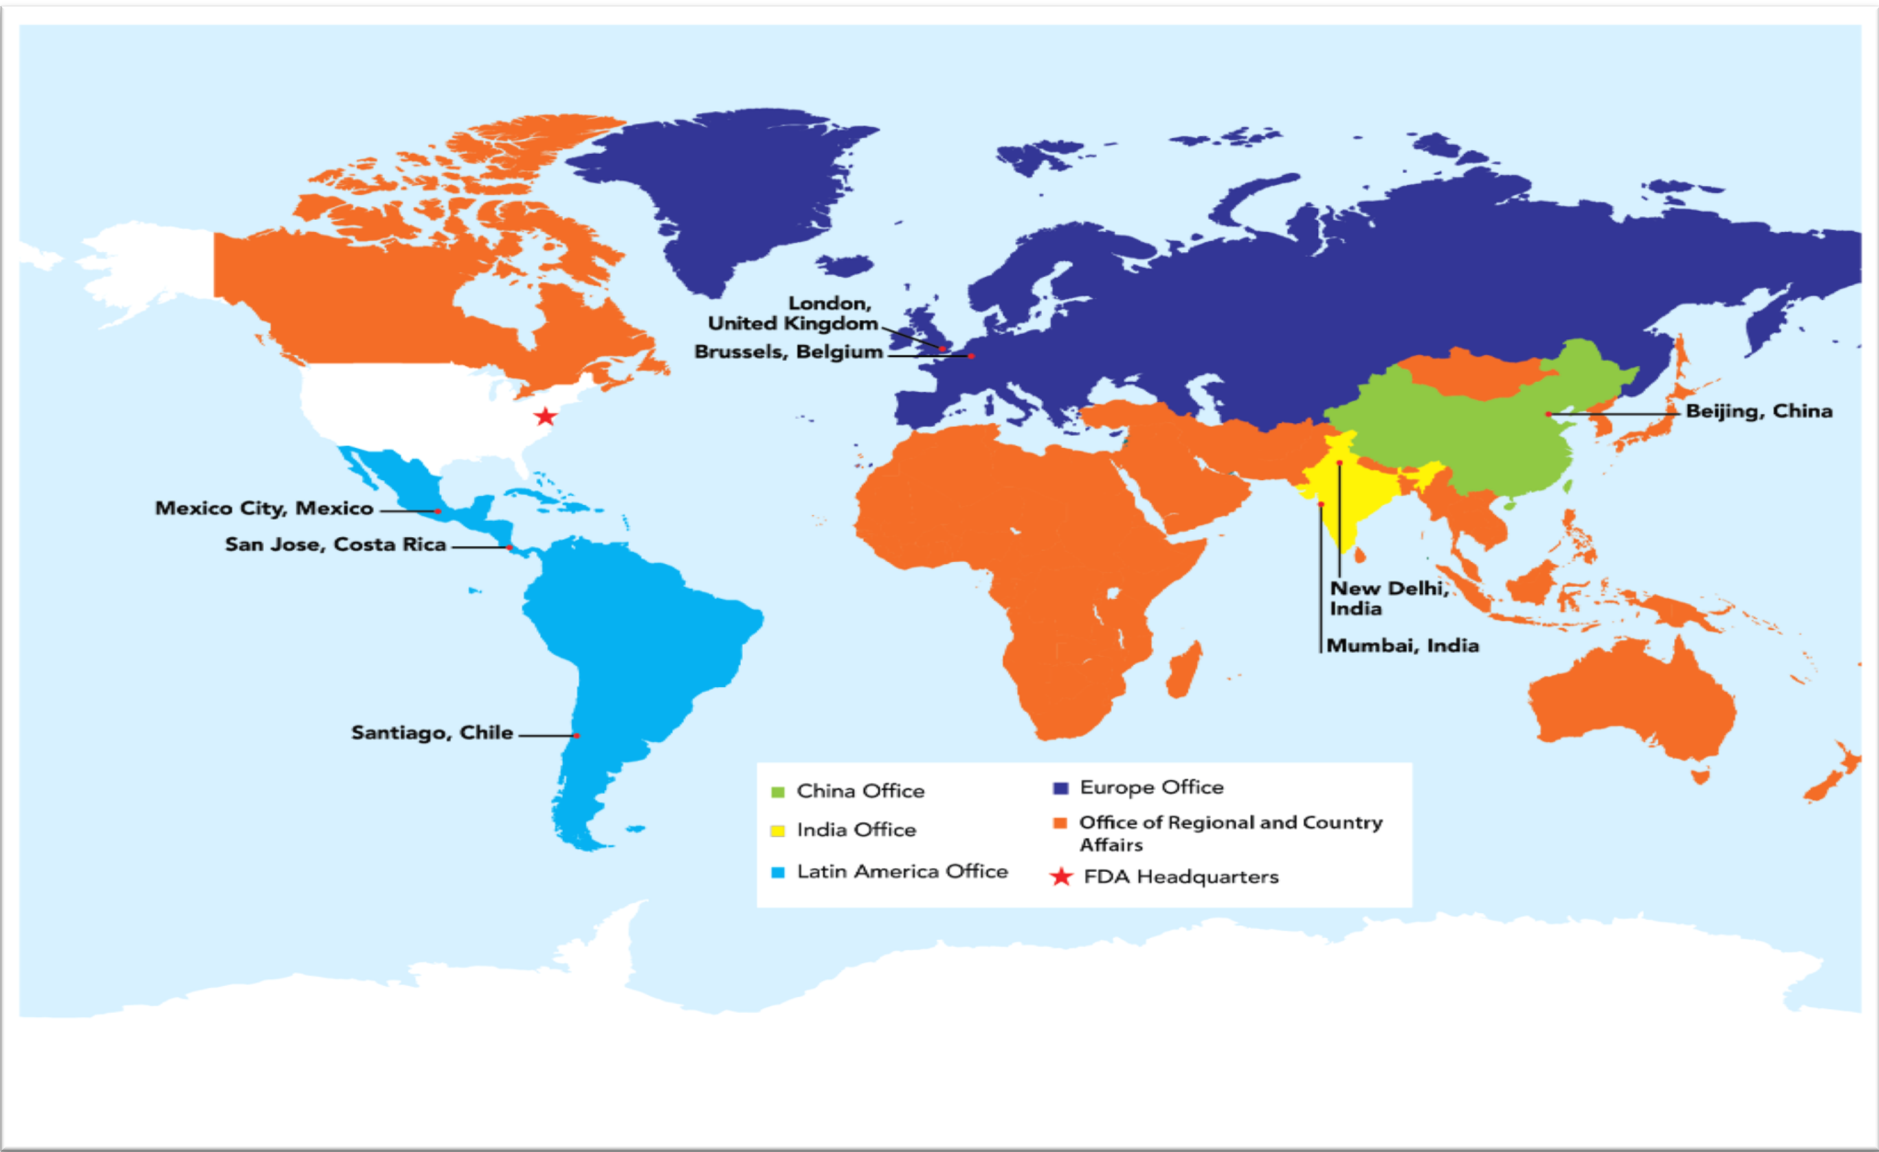 London,
United Kingdom
Brussels, Belgium
Beijing, China
Mexico City, Mexico
San Jose, Costa Rica
New Delhi,
India
Mumbai, India
Santiago, Chile
China Office
India Office
Latin America Office
Europe Office
Office of Regional and Country
Affairs
FDA Headquarters